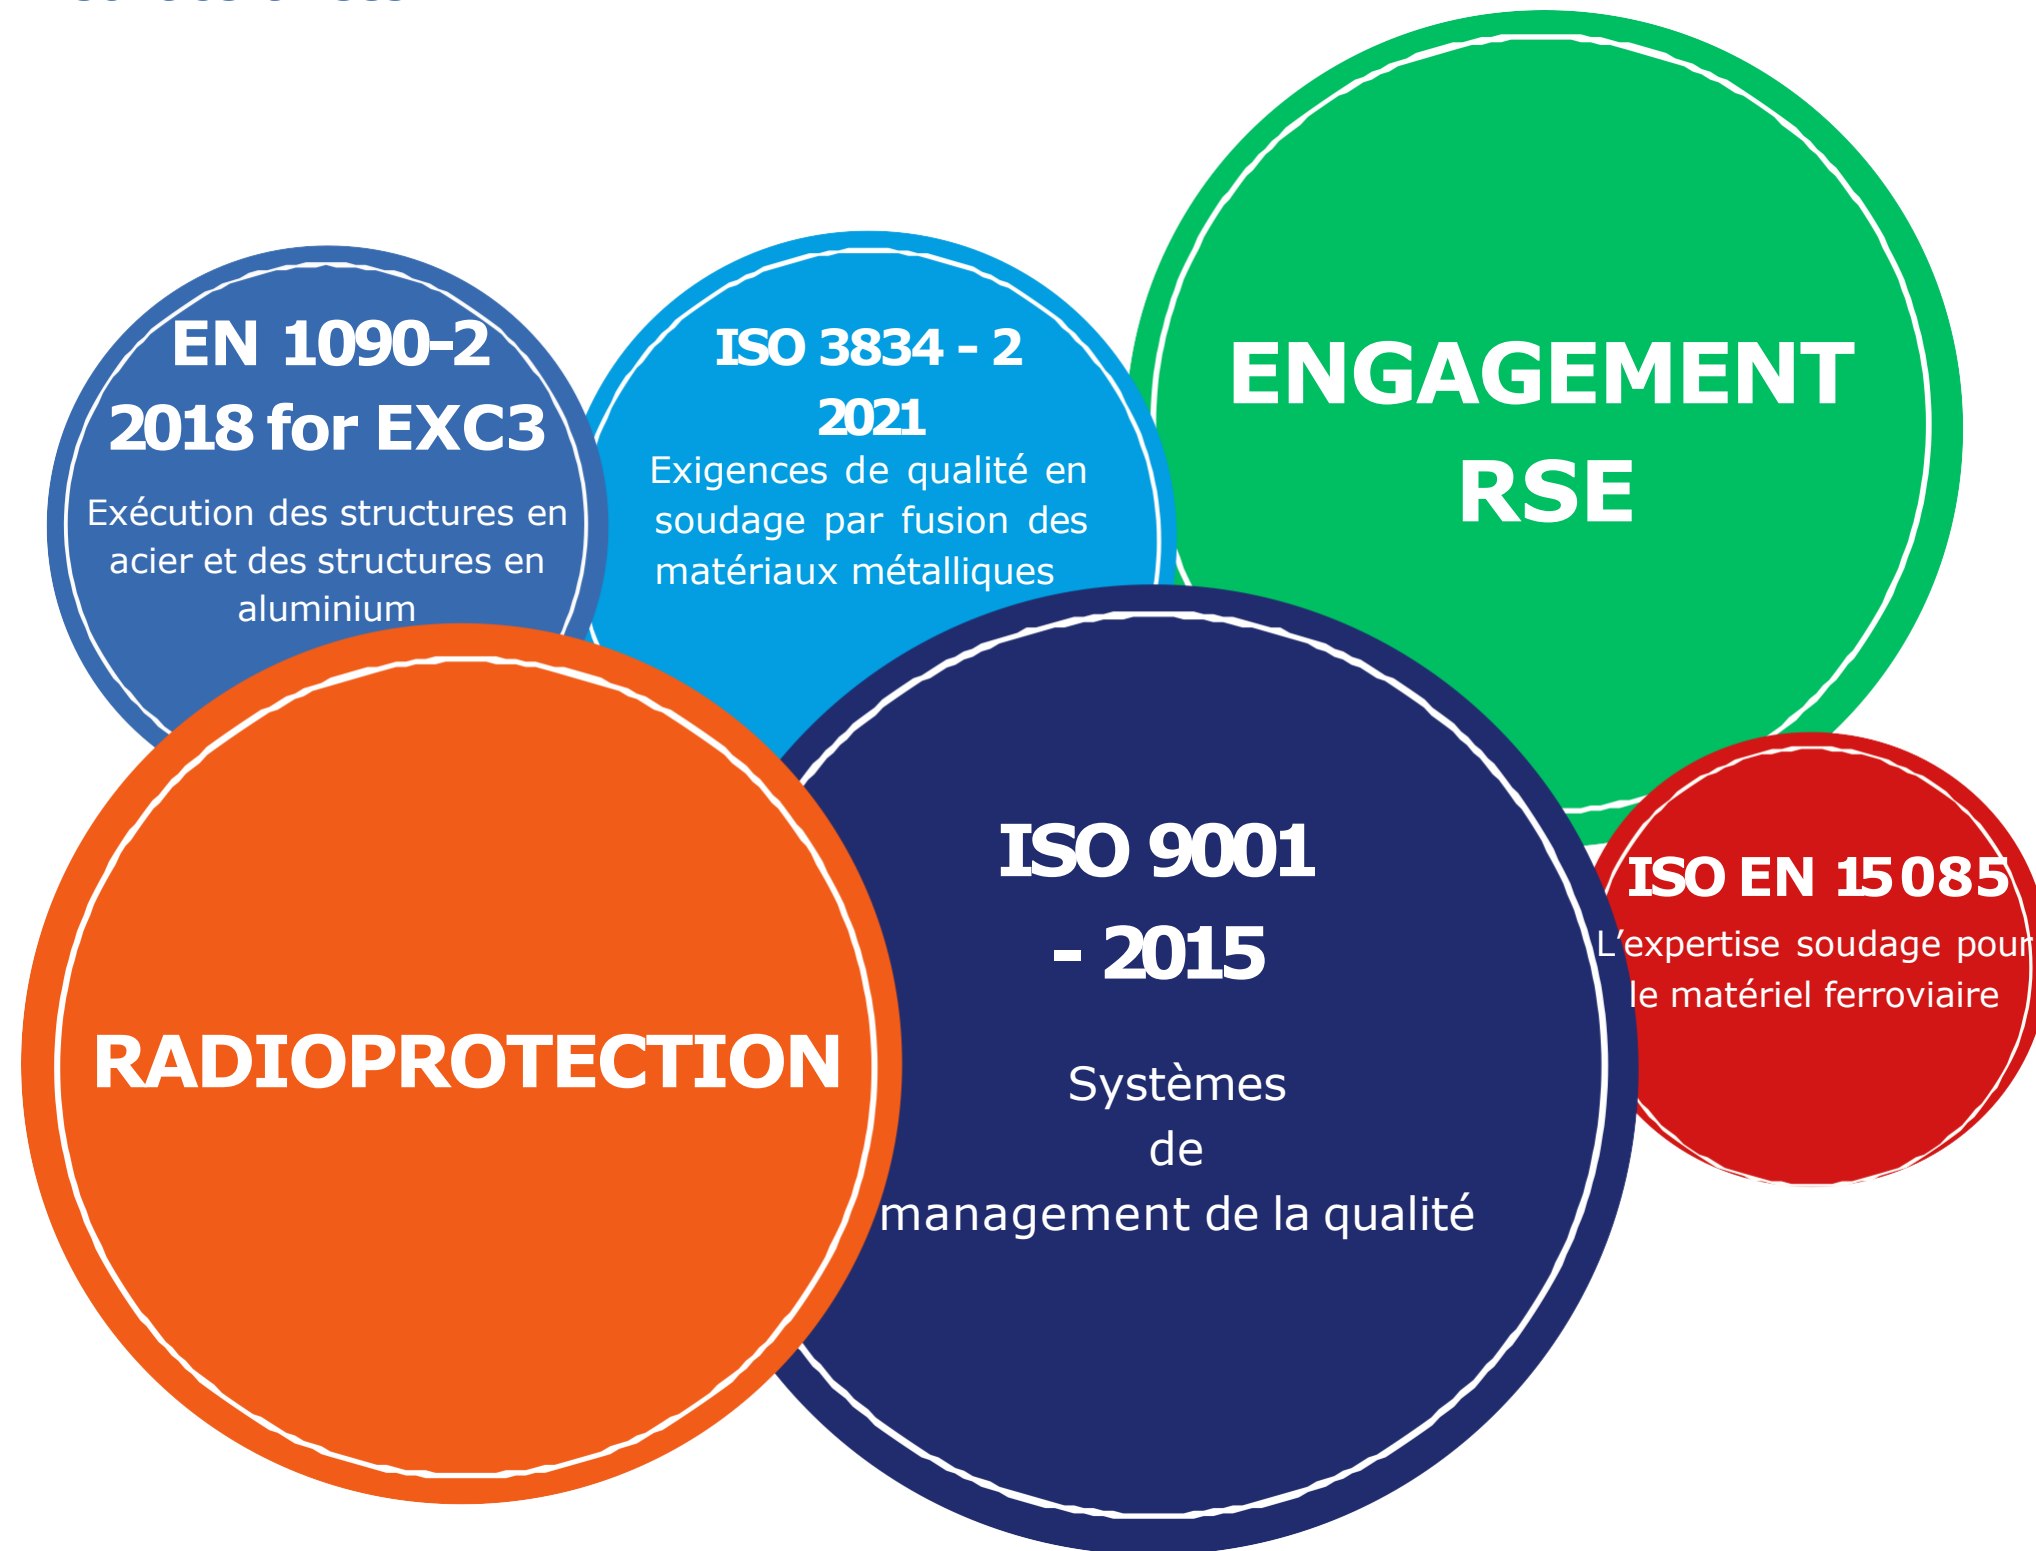 EN 1090-2
2018 for EXC3
Exécution des structures en
acier et des structures en
aluminium
ISO 3834 - 2
2021
Exigences de qualité en
soudage par fusion des
matériaux métalliques
ENGAGEMENT
RSE
RADIOPROTECTION
ISO 9001
- 2015
Systèmes
de
management de la qualité
ISO EN 15085
L’expertise soudage pour
le matériel ferroviaire